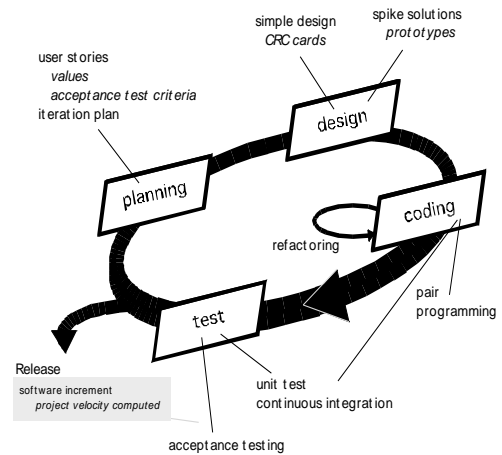 simple design
CRC cards
spike solutions
prototypes
user stories
values
acceptance test criteria
iteration plan
design
planning
coding
refactoring
test
pair
programming
Release
software increment
project velocity computed
unit test
continuous integration
acceptance testing